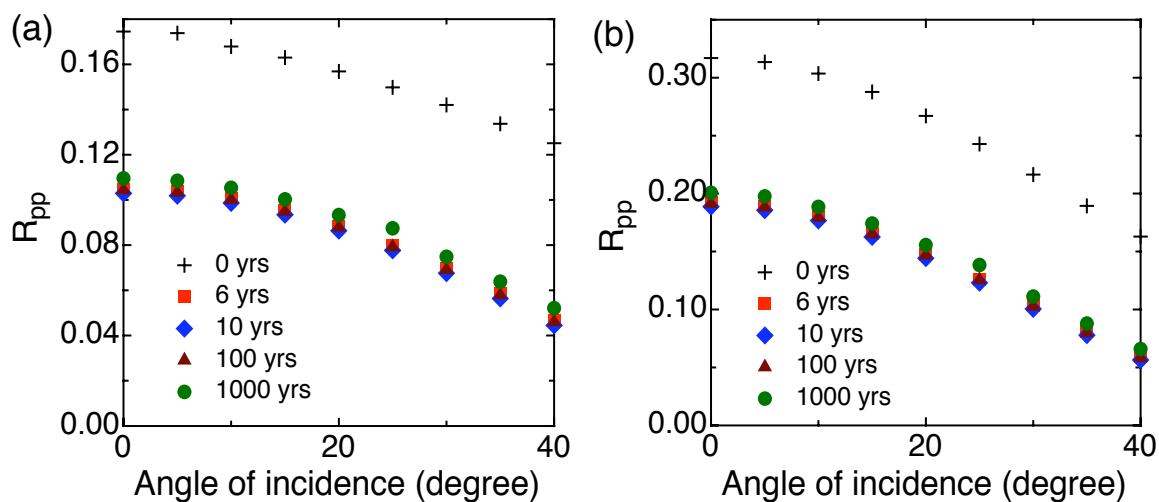 (a)
R_pp
0.16
0.12
0.08
0.04
0.00
0 yrs
6 yrs
10 yrs
100 yrs
1000 yrs
0 20 40
Angle of incidence (degree)
(b)
R_pp
0.30
0.20
0.10
0.00
0 yrs
6 yrs
10 yrs
100 yrs
1000 yrs
0 20 40
Angle of incidence (degree)